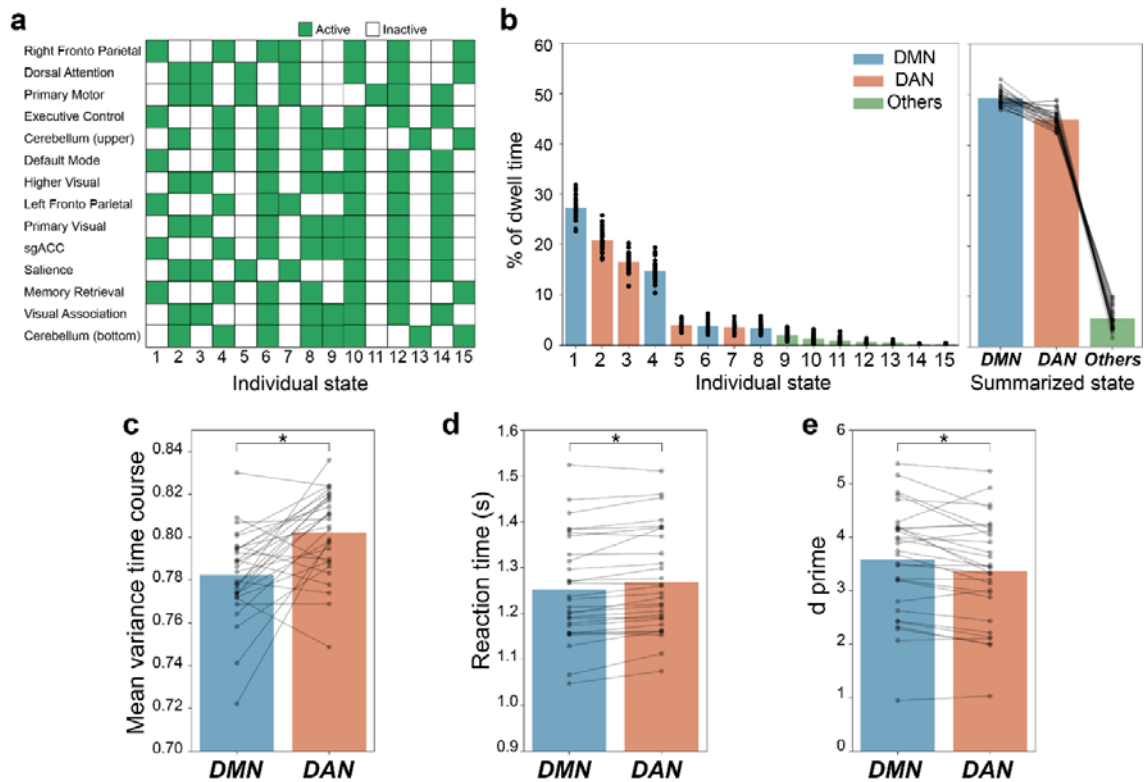 a
Active Inactive
Right Fronto Parietal
Dorsal Attention
Primary Motor
Executive Control
Cerebellum (upper)
Default Mode
Higher Visual
Left Fronto Parietal
Primary Visual
sgACC
Salience
Memory Retrieval
Visual Association
Cerebellum (bottom)
1 2 3 4 5 6 7 8 9 10 11 12 13 14 15
Individual state
b
% of dwell time
60
50
40
30
20
10
0
DMN
DAN
Others
1 2 3 4 5 6 7 8 9 10 11 12 13 14 15
Individual state
DMN DAN Others
Summarized state
c
Mean variance time course
0.84
0.82
0.80
0.78
0.76
0.74
0.72
0.70
*
DMN DAN
d
Reaction time (s)
1.6
1.5
1.4
1.3
1.2
1.1
1.0
0.9
*
DMN DAN
e
d prime
6
5
4
3
2
1
0
*
DMN DAN